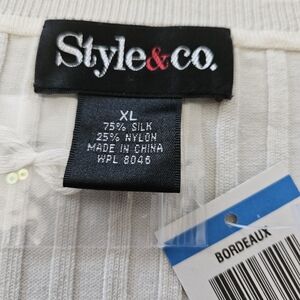 Style&co.
XL
75% SILK
25% NYLON
MADE IN CHINA
WPL 8046
BORDEAUX